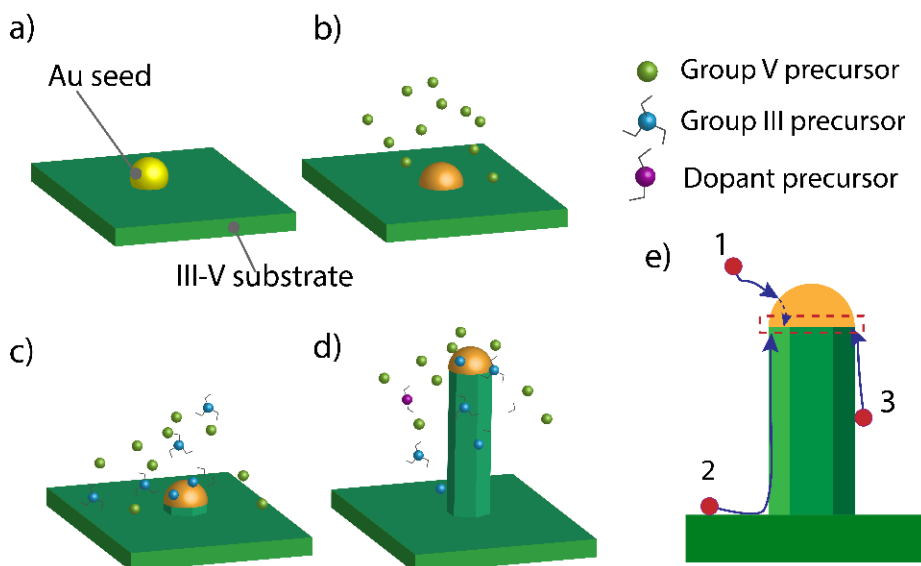 a)
Au seed
III-V substrate
b)
Group V precursor
Group III precursor
Dopant precursor
c)
d)
e)
1
2
3